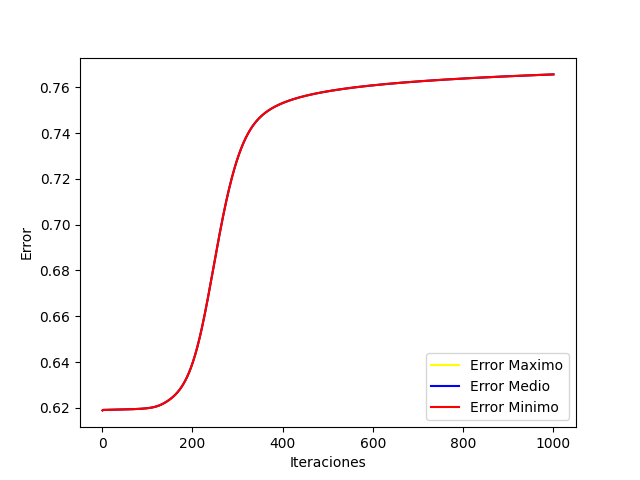 0.76
0.74
0.72
0.70
0.68
0.66
0.64
0.62
Error
Error Maximo
Error Medio
Error Minimo
0 200 400 600 800 1000
Iteraciones